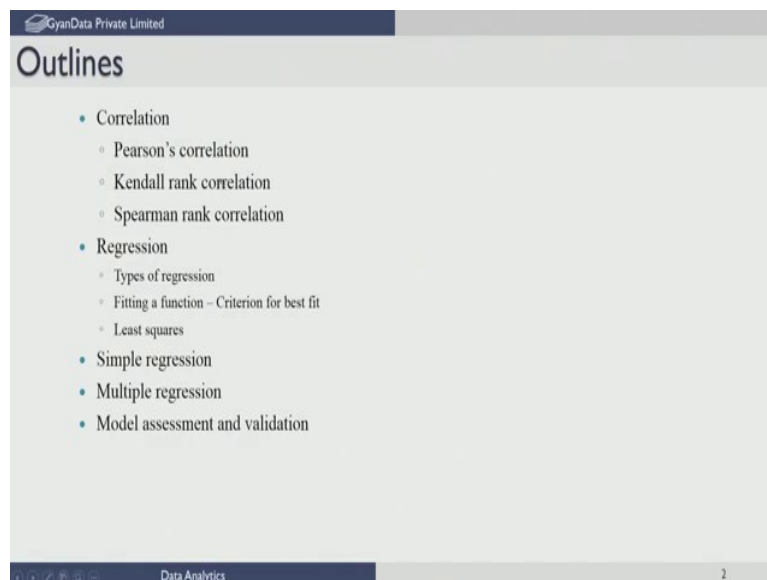 GyanData Private Limited
Outlines
• Correlation
◦ Pearson's correlation
◦ Kendall rank correlation
◦ Spearman rank correlation
• Regression
◦ Types of regression
◦ Fitting a function – Criterion for best fit
◦ Least squares
• Simple regression
• Multiple regression
• Model assessment and validation
Data Analytics
2